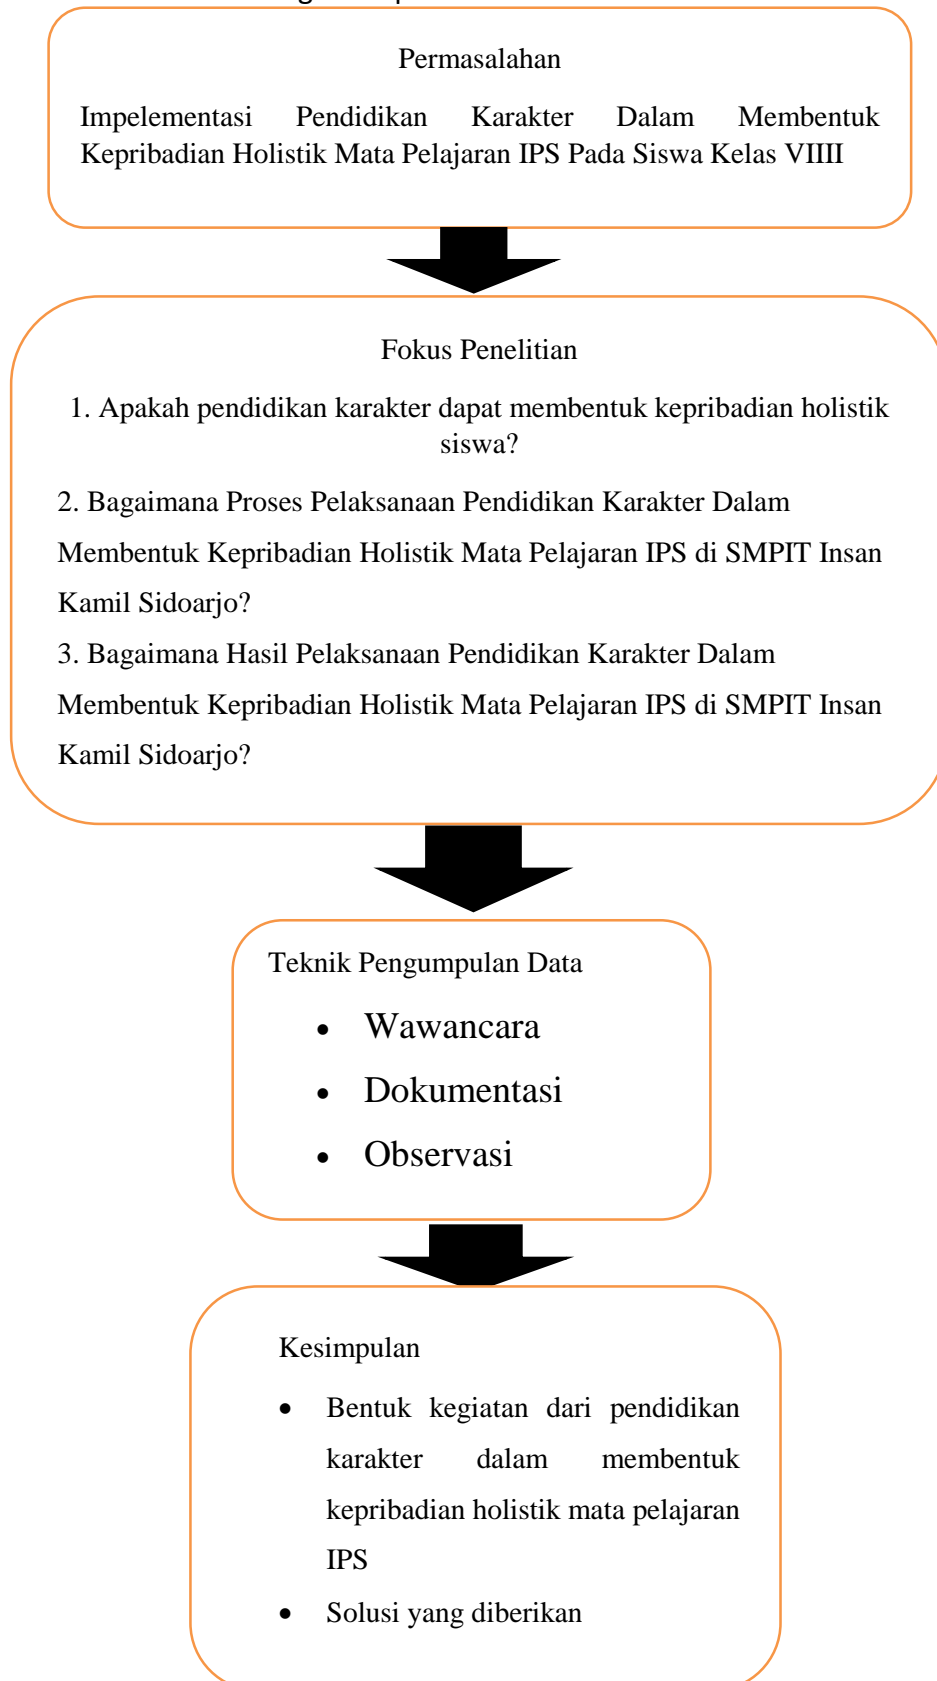 Permasalahan
Impelementasi Pendidikan Karakter Dalam Membentuk
Kepribadian Holistik Mata Pelajaran IPS Pada Siswa Kelas VIIII
Fokus Penelitian
1. Apakah pendidikan karakter dapat membentuk kepribadian holistik
siswa?
2. Bagaimana Proses Pelaksanaan Pendidikan Karakter Dalam
Membentuk Kepribadian Holistik Mata Pelajaran IPS di SMPIT Insan
Kamil Sidoarjo?
3. Bagaimana Hasil Pelaksanaan Pendidikan Karakter Dalam
Membentuk Kepribadian Holistik Mata Pelajaran IPS di SMPIT Insan
Kamil Sidoarjo?
Teknik Pengumpulan Data
• Wawancara
• Dokumentasi
• Observasi
Kesimpulan
• Bentuk kegiatan dari pendidikan
karakter dalam membentuk
kepribadian holistik mata pelajaran
IPS
• Solusi yang diberikan